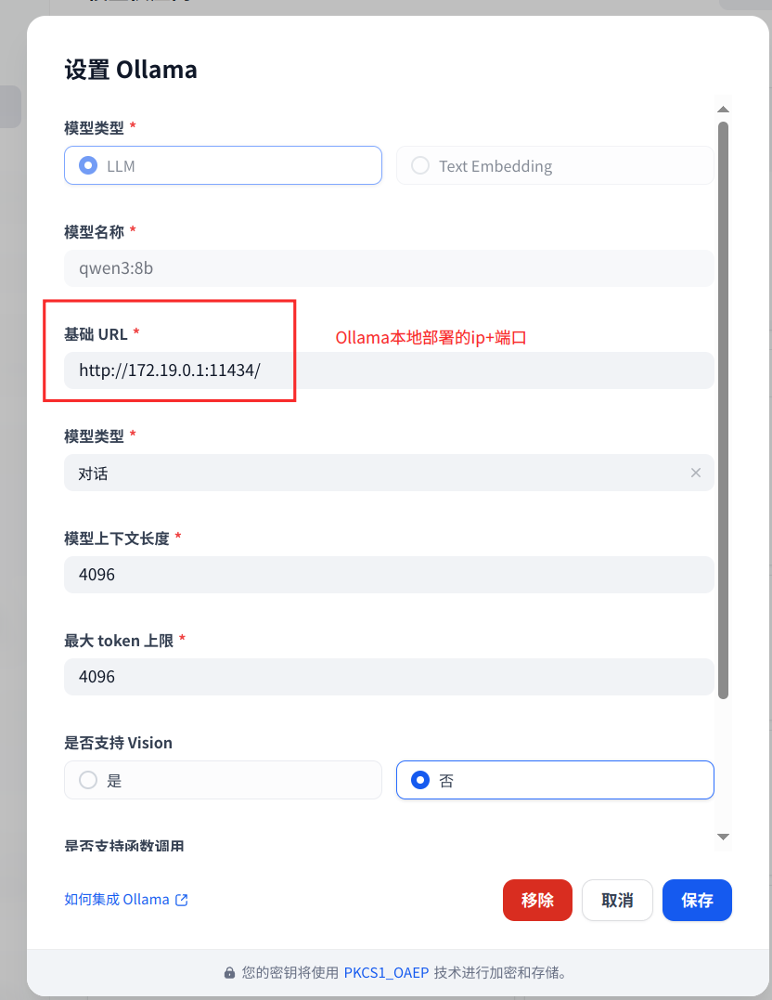 设置 Ollama
模型类型 *
LLM
Text Embedding
模型名称 *
qwen3:8b
基础 URL *
Ollama本地部署的ip+端口
http://172.19.0.1:11434/
模型类型 *
对话
模型上下文长度 *
4096
最大 token 上限 *
4096
是否支持 Vision
是
否
是否支持函数调用
如何集成 Ollama
移除
取消
保存
您的密钥将使用 PKCS1_OAEP 技术进行加密和存储。